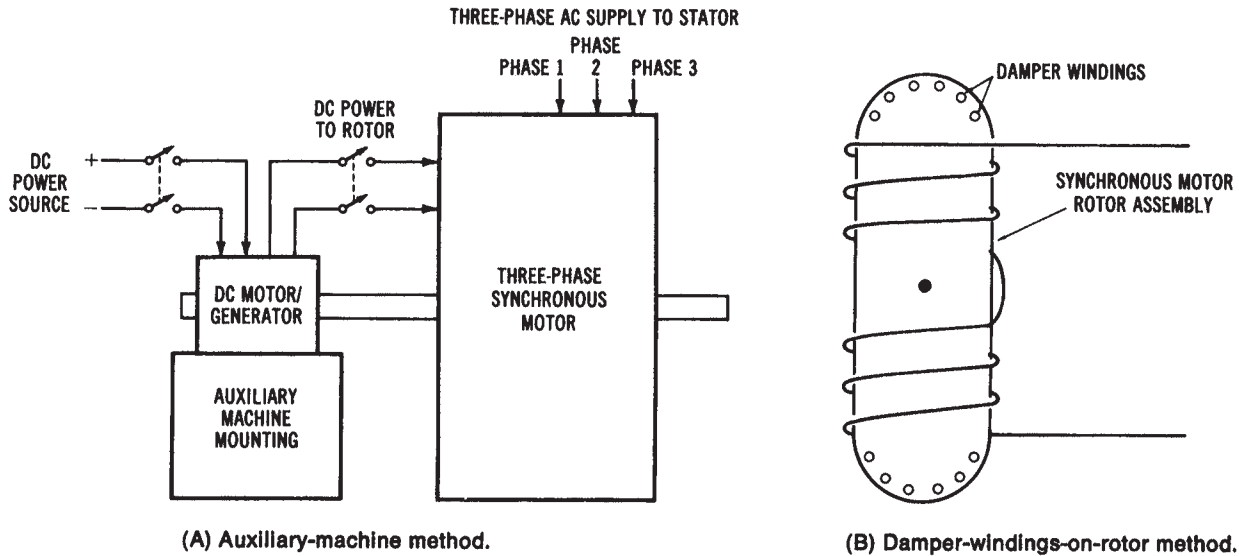 THREE-PHASE AC SUPPLY TO STATOR
PHASE 1
PHASE
2
PHASE 3
DC POWER
TO ROTOR
DC
POWER
SOURCE
+
−
DC MOTOR/
GENERATOR
AUXILIARY
MACHINE
MOUNTING
THREE-PHASE
SYNCHRONOUS
MOTOR
(A) Auxiliary-machine method.
DAMPER WINDINGS
SYNCHRONOUS MOTOR
ROTOR ASSEMBLY
(B) Damper-windings-on-rotor method.